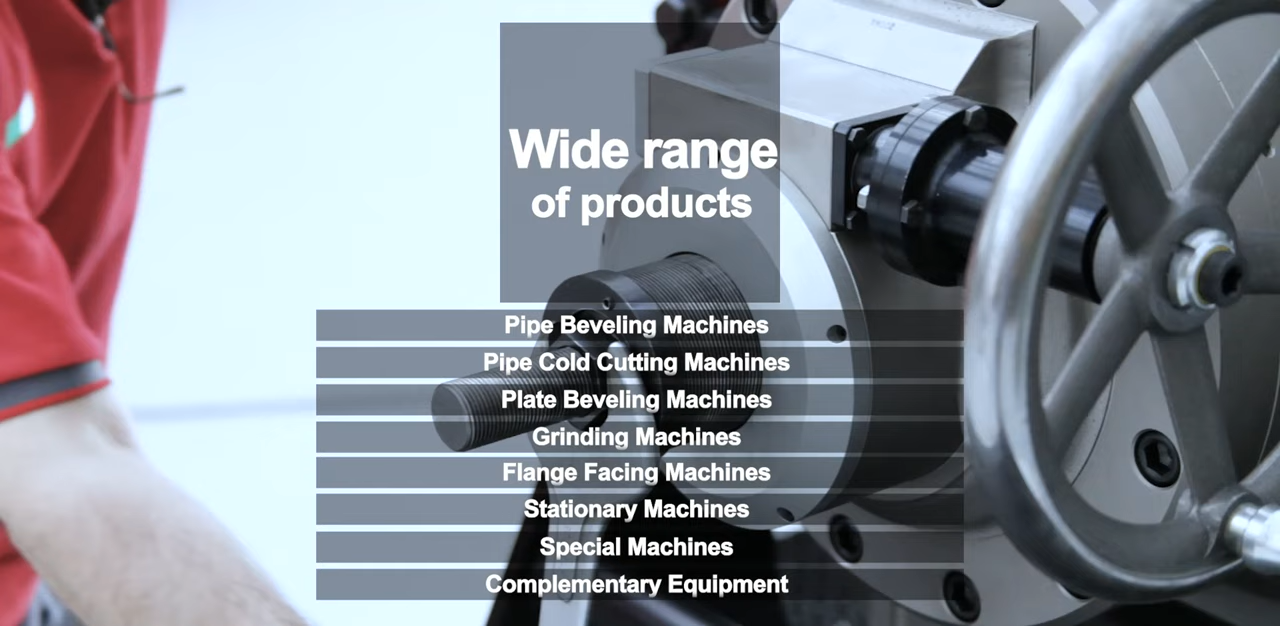 Wide range
of products
Pipe Beveling Machines
Pipe Cold Cutting Machines
Plate Beveling Machines
Grinding Machines
Flange Facing Machines
Stationary Machines
Special Machines
Complementary Equipment